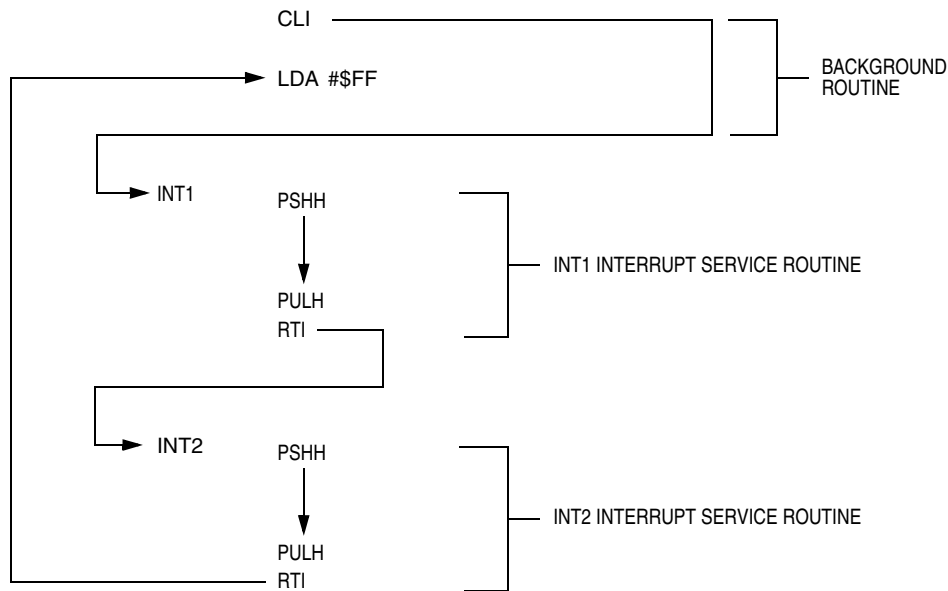 CLI
LDA #$FF
BACKGROUND
ROUTINE
INT1
PSHH
PULH
RTI
INT1 INTERRUPT SERVICE ROUTINE
INT2
PSHH
PULH
RTI
INT2 INTERRUPT SERVICE ROUTINE